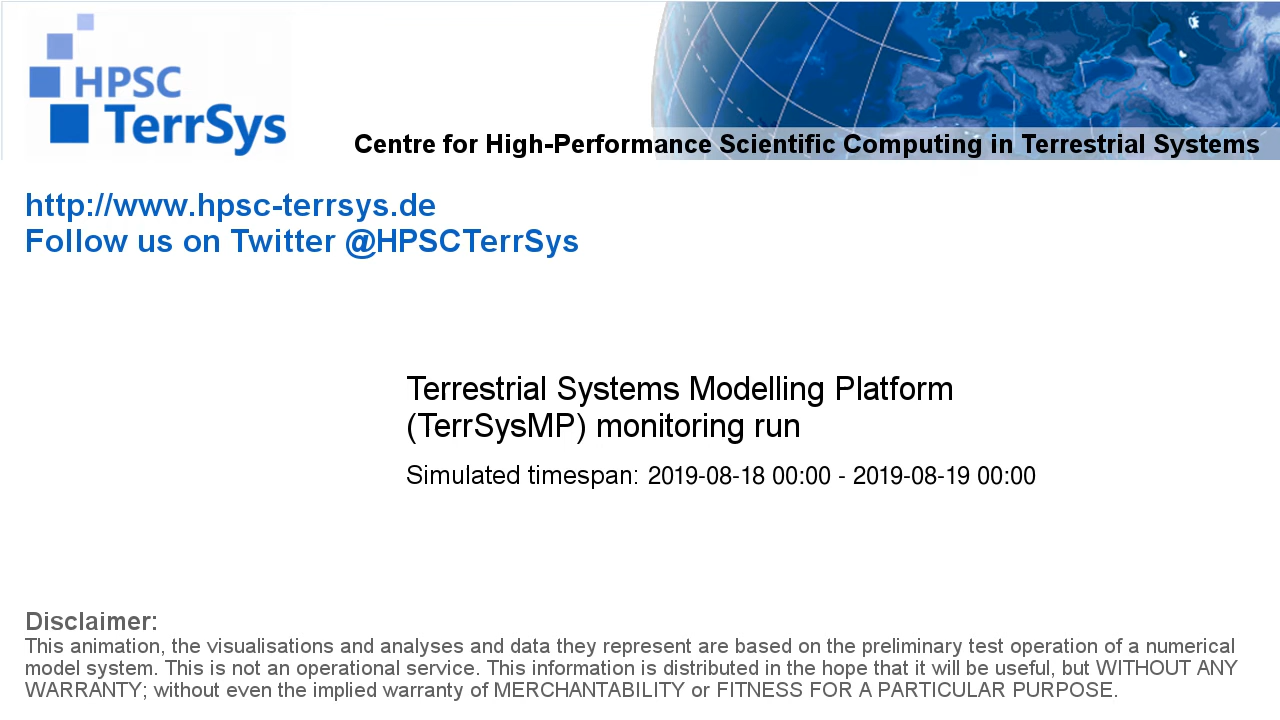 HPSC
TerrSys
Centre for High-Performance Scientific Computing in Terrestrial Systems
http://www.hpsc-terrsys.de
Follow us on Twitter @HPSCTerrSys
Terrestrial Systems Modelling Platform
(TerrSysMP) monitoring run
Simulated timespan: 2019-08-18 00:00 - 2019-08-19 00:00
Disclaimer:
This animation, the visualisations and analyses and data they represent are based on the preliminary test operation of a numerical
model system. This is not an operational service. This information is distributed in the hope that it will be useful, but WITHOUT ANY
WARRANTY; without even the implied warranty of MERCHANTABILITY or FITNESS FOR A PARTICULAR PURPOSE.